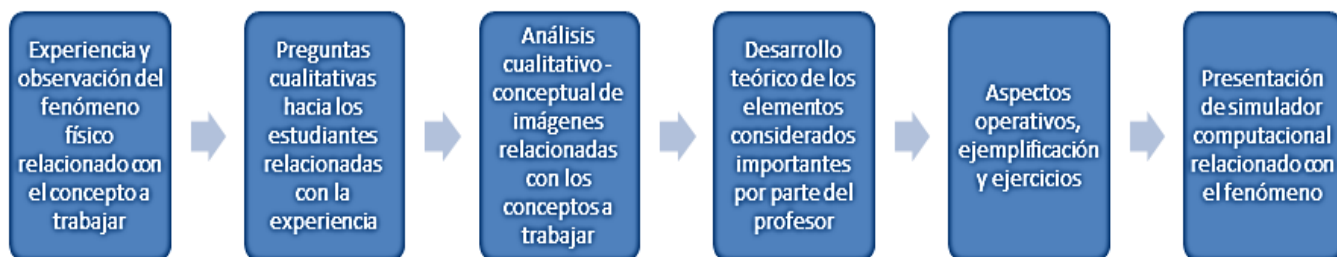 Experiencia y
observación del
fenómeno
físico
relacionado con
el concepto a
trabajar
Preguntas
cualitativas
hacia los
estudiantes
relacionadas
con la
experiencia
Análisis
cualitativo -
conceptual de
imágenes
relacionadas
con los
conceptos a
trabajar
Desarrollo
teórico de los
elementos
considerados
importantes
por parte del
profesor
Aspectos
operativos,
ejemplificación
y ejercicios
Presentación
de simulador
computacional
relacionado con
el fenómeno